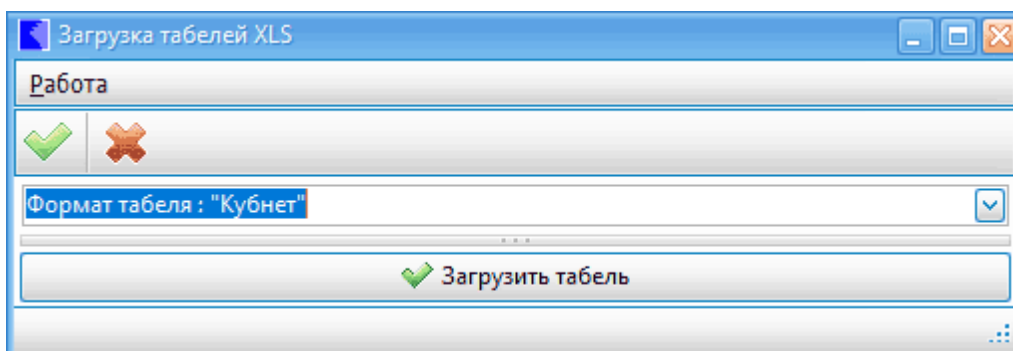 Загрузка табелей XLS
Работа
Формат табеля : "Кубнет"
Загрузить табель